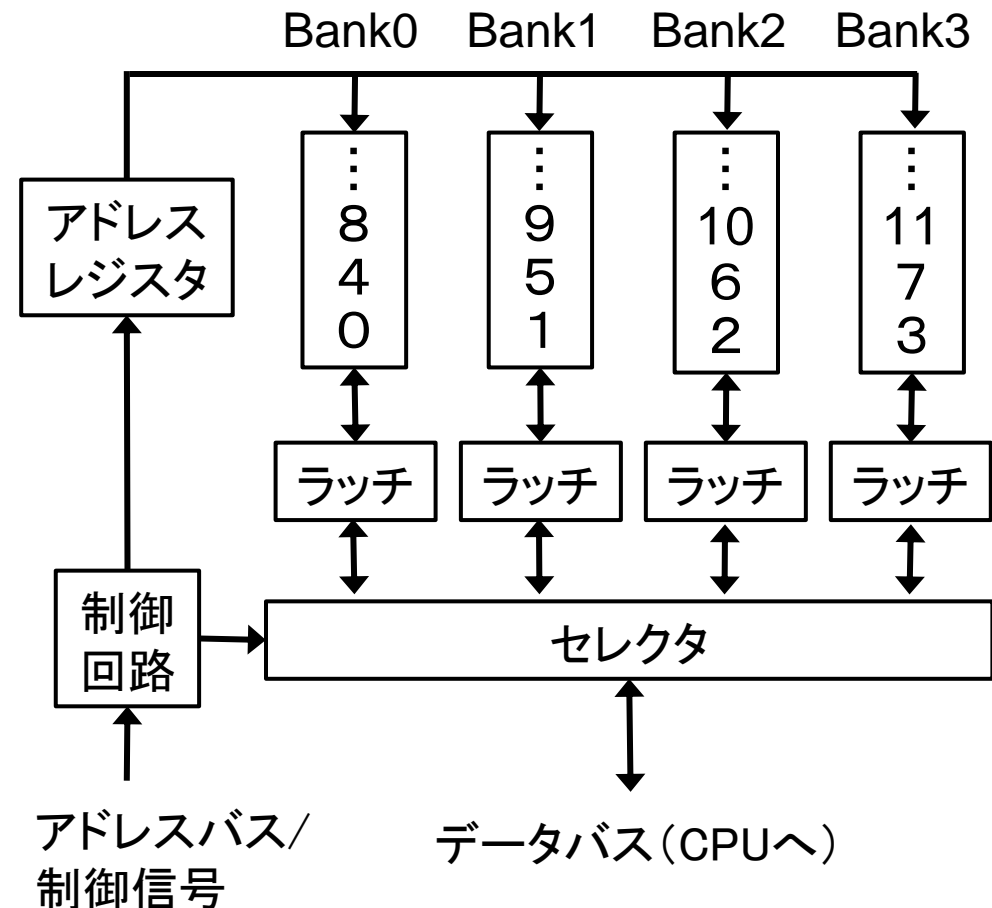 Bank0 Bank1 Bank2 Bank3
アドレス
レジスタ
⋮ ⋮ ⋮ ⋮
8 9 10 11
4 5 6 7
0 1 2 3
ラッチ ラッチ ラッチ ラッチ
制御
回路
セレクタ
アドレスバス/
制御信号
データバス(CPUへ)